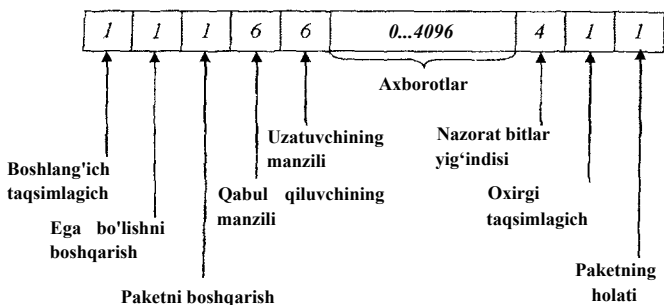 1 1 1 6 6 0...4096 4 1 1
Axborotlar
Uzatuvchining
manzili
Nazorat bitlar
yig‘indisi
Boshlang'ich
taqsimlagich
Qabul qiluvchining
manzili
Oxirgi
taqsimlagich
Ega bo'lishni
boshqarish
Paketning
holati
Paketni boshqarish